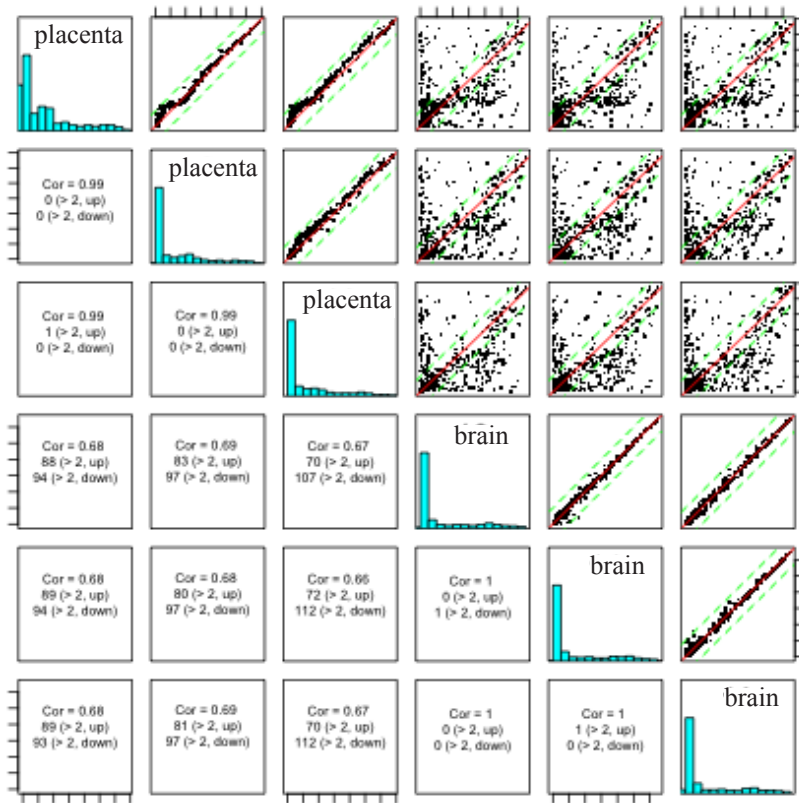 placenta
placenta
Cor = 0.99
0 (> 2, up)
0 (> 2, down)
placenta
Cor = 0.99
1 (> 2, up)
0 (> 2, down)
Cor = 0.99
0 (> 2, up)
0 (> 2, down)
brain
Cor = 0.68
88 (> 2, up)
94 (> 2, down)
Cor = 0.69
83 (> 2, up)
97 (> 2, down)
Cor = 0.67
70 (> 2, up)
107 (> 2, down)
brain
Cor = 0.68
89 (> 2, up)
94 (> 2, down)
Cor = 0.68
80 (> 2, up)
97 (> 2, down)
Cor = 0.66
72 (> 2, up)
112 (> 2, down)
Cor = 1
0 (> 2, up)
1 (> 2, down)
brain
Cor = 0.68
89 (> 2, up)
93 (> 2, down)
Cor = 0.69
81 (> 2, up)
97 (> 2, down)
Cor = 0.67
70 (> 2, up)
112 (> 2, down)
Cor = 1
0 (> 2, up)
0 (> 2, down)
Cor = 1
1 (> 2, up)
0 (> 2, down)